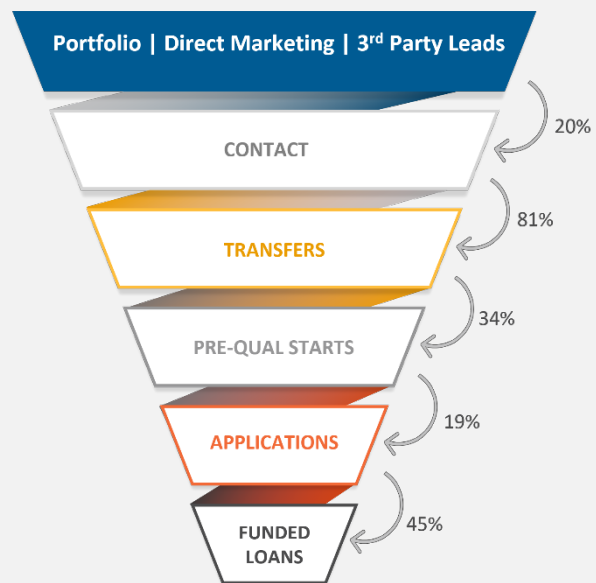 Portfolio | Direct Marketing | 3rd Party Leads
20%
CONTACT
81%
TRANSFERS
34%
PRE-QUAL STARTS
19%
APPLICATIONS
45%
FUNDED
LOANS